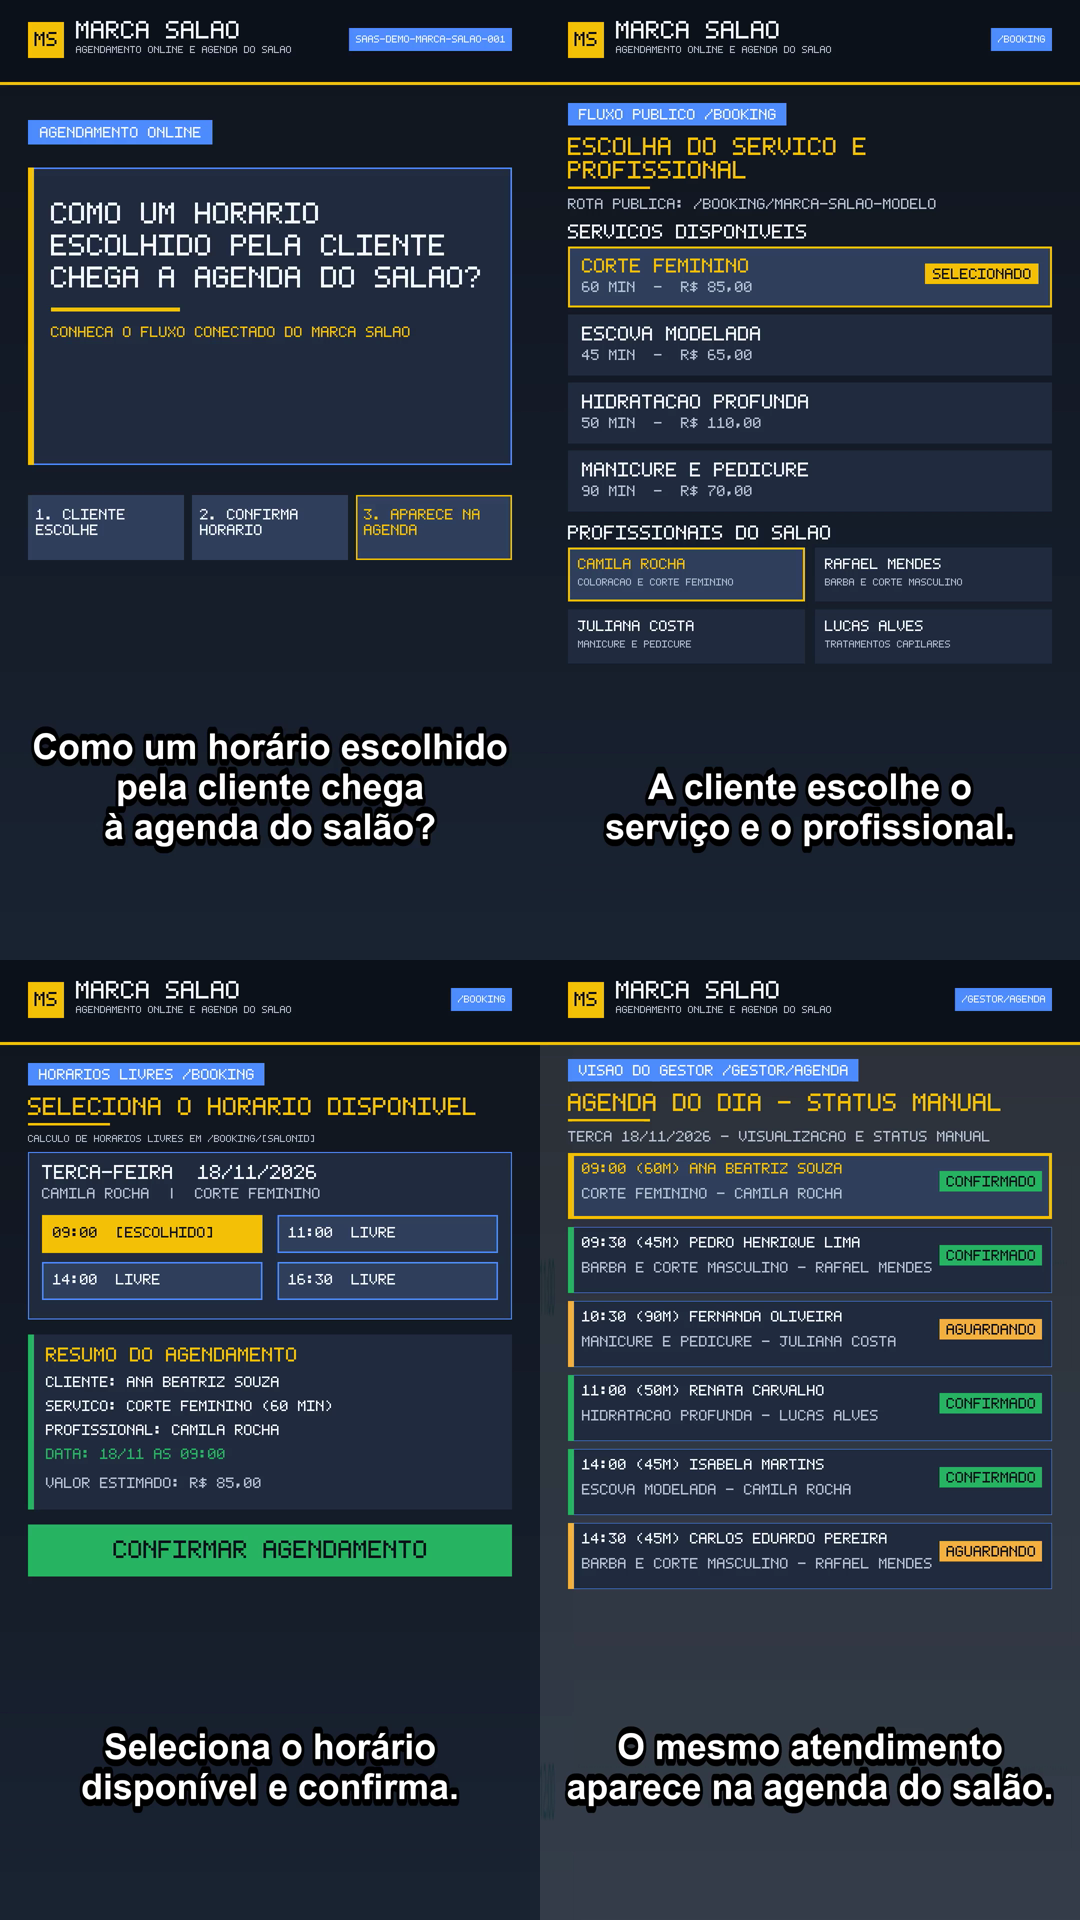 MS
MARCA SALAO
AGENDAMENTO ONLINE E AGENDA DO SALAO
SAAS-DEMO-MARCA-SALAO-001
AGENDAMENTO ONLINE
COMO UM HORARIO
ESCOLHIDO PELA CLIENTE
CHEGA A AGENDA DO SALAO?
CONHECA O FLUXO CONECTADO DO MARCA SALAO
1. CLIENTE
ESCOLHE
2. CONFIRMA
HORARIO
3. APARECE NA
AGENDA
Como um horário escolhido
pela cliente chega
à agenda do salão?
MS
MARCA SALAO
AGENDAMENTO ONLINE E AGENDA DO SALAO
/BOOKING
FLUXO PUBLICO /BOOKING
ESCOLHA DO SERVICO E
PROFISSIONAL
ROTA PUBLICA: /BOOKING/MARCA-SALAO-MODELO
SERVICOS DISPONIVEIS
CORTE FEMININO
60 MIN - R$ 85,00
SELECIONADO
ESCOVA MODELADA
45 MIN - R$ 65,00
HIDRATACAO PROFUNDA
50 MIN - R$ 110,00
MANICURE E PEDICURE
90 MIN - R$ 70,00
PROFISSIONAIS DO SALAO
CAMILA ROCHA
COLORACAO E CORTE FEMININO
RAFAEL MENDES
BARBA E CORTE MASCULINO
JULIANA COSTA
MANICURE E PEDICURE
LUCAS ALVES
TRATAMENTOS CAPILARES
A cliente escolhe o
serviço e o profissional.
MS
MARCA SALAO
AGENDAMENTO ONLINE E AGENDA DO SALAO
/BOOKING
HORARIOS LIVRES /BOOKING
SELECIONA O HORARIO DISPONIVEL
CALCULO DE HORARIOS LIVRES EM /BOOKING/[SALONID]
TERCA-FEIRA 18/11/2026
CAMILA ROCHA | CORTE FEMININO
09:00 [ESCOLHIDO]
11:00 LIVRE
14:00 LIVRE
16:30 LIVRE
RESUMO DO AGENDAMENTO
CLIENTE: ANA BEATRIZ SOUZA
SERVICO: CORTE FEMININO (60 MIN)
PROFISSIONAL: CAMILA ROCHA
DATA: 18/11 AS 09:00
VALOR ESTIMADO: R$ 85,00
CONFIRMAR AGENDAMENTO
Seleciona o horário
disponível e confirma.
MS
MARCA SALAO
AGENDAMENTO ONLINE E AGENDA DO SALAO
/GESTOR/AGENDA
VISAO DO GESTOR /GESTOR/AGENDA
AGENDA DO DIA - STATUS MANUAL
TERCA 18/11/2026 - VISUALIZACAO E STATUS MANUAL
09:00 (60M) ANA BEATRIZ SOUZA
CORTE FEMININO - CAMILA ROCHA
CONFIRMADO
09:30 (45M) PEDRO HENRIQUE LIMA
BARBA E CORTE MASCULINO - RAFAEL MENDES
CONFIRMADO
10:30 (90M) FERNANDA OLIVEIRA
MANICURE E PEDICURE - JULIANA COSTA
AGUARDANDO
11:00 (50M) RENATA CARVALHO
HIDRATACAO PROFUNDA - LUCAS ALVES
CONFIRMADO
14:00 (45M) ISABELA MARTINS
ESCOVA MODELADA - CAMILA ROCHA
CONFIRMADO
14:30 (45M) CARLOS EDUARDO PEREIRA
BARBA E CORTE MASCULINO - RAFAEL MENDES
AGUARDANDO
O mesmo atendimento
aparece na agenda do salão.